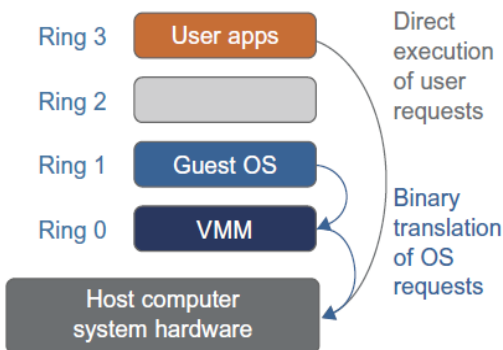 Ring 3
User apps
Direct
execution
of user
requests
Ring 2
Ring 1
Guest OS
Binary
translation
of OS
requests
Ring 0
VMM
Host computer
system hardware